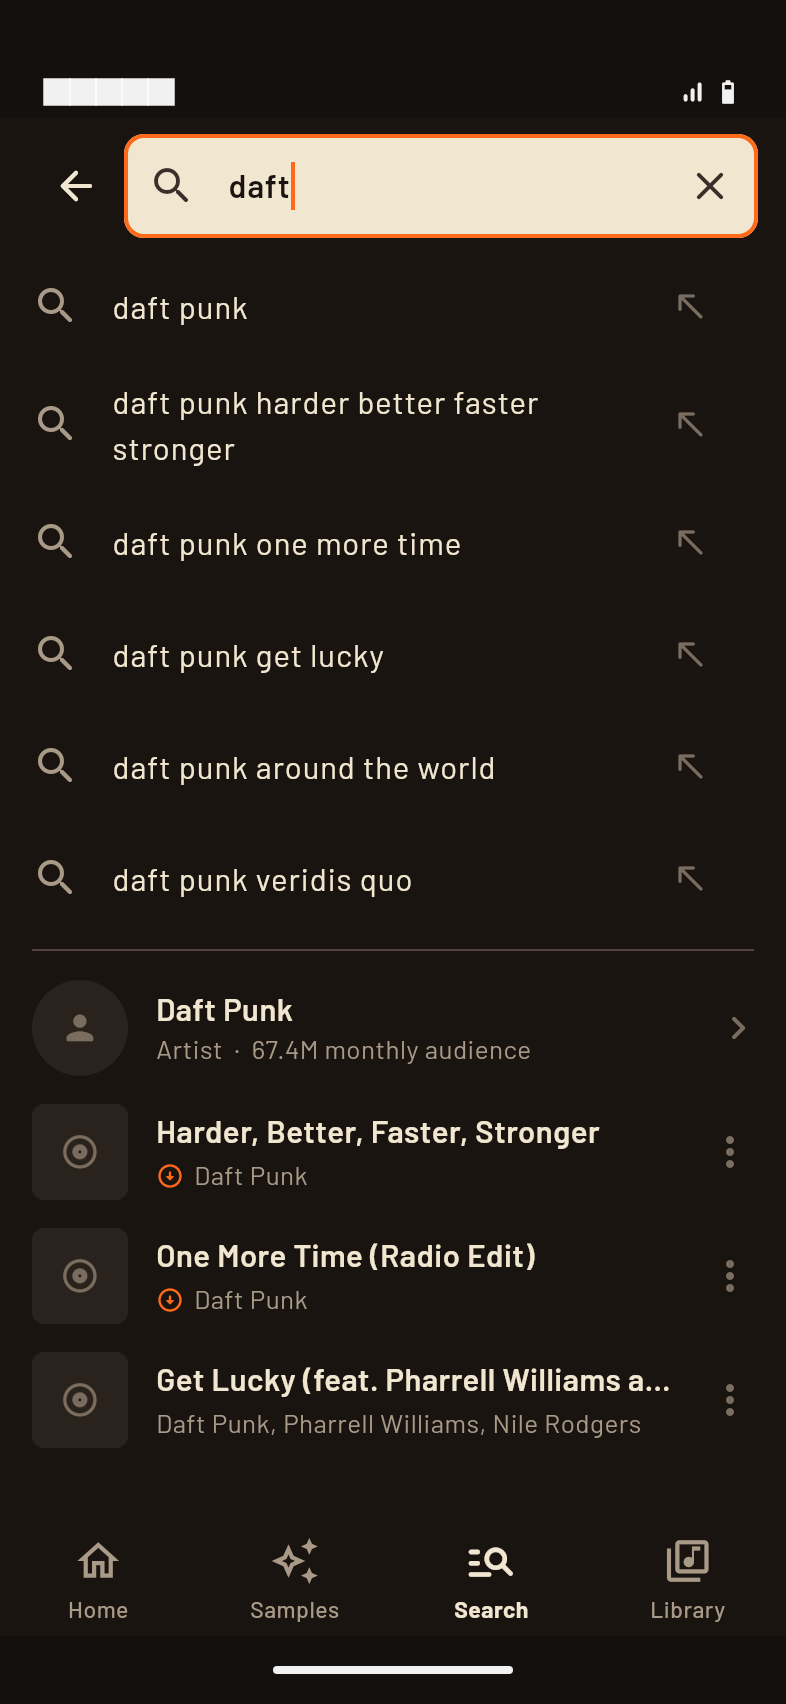 daft
daft punk
daft punk harder better faster
stronger
daft punk one more time
daft punk get lucky
daft punk around the world
daft punk veridis quo
Daft Punk
Artist · 67.4M monthly audience
Harder, Better, Faster, Stronger
Daft Punk
One More Time (Radio Edit)
Daft Punk
Get Lucky (feat. Pharrell Williams a...
Daft Punk, Pharrell Williams, Nile Rodgers
Home
Samples
Search
Library